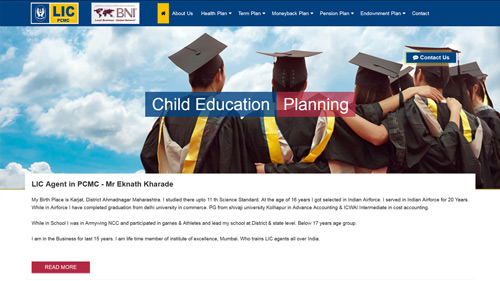 LIC
PCMC
BNI
Local Business - Global Network
About Us Health Plan Term Plan Moneyback Plan Pension Plan Endownment Plan Contact
Contact Us
Child Education Planning
LIC Agent in PCMC - Mr Eknath Kharade
My Birth Place is Karjat, District Ahmadnagar Maharashtra. I studied there upto 11 th Science Standard. At the age of 16 years I got selected in Indian Airforce. I served in Indian Airforce for 20 Years.
While in Airforce I have completed graduation from delhi university in commerce. PG from shivaji university Kolhapur in Advance Accounting & ICWAI Intermediate in cost accounting.
While in School I was in Armywing NCC and participated in games & Athletes and lead my school at District & state level. Below 17 years age group.
I am in the Business for last 15 years. I am life time member of institute of excellence, Mumbai. Who trains LIC agents all over India.
READ MORE